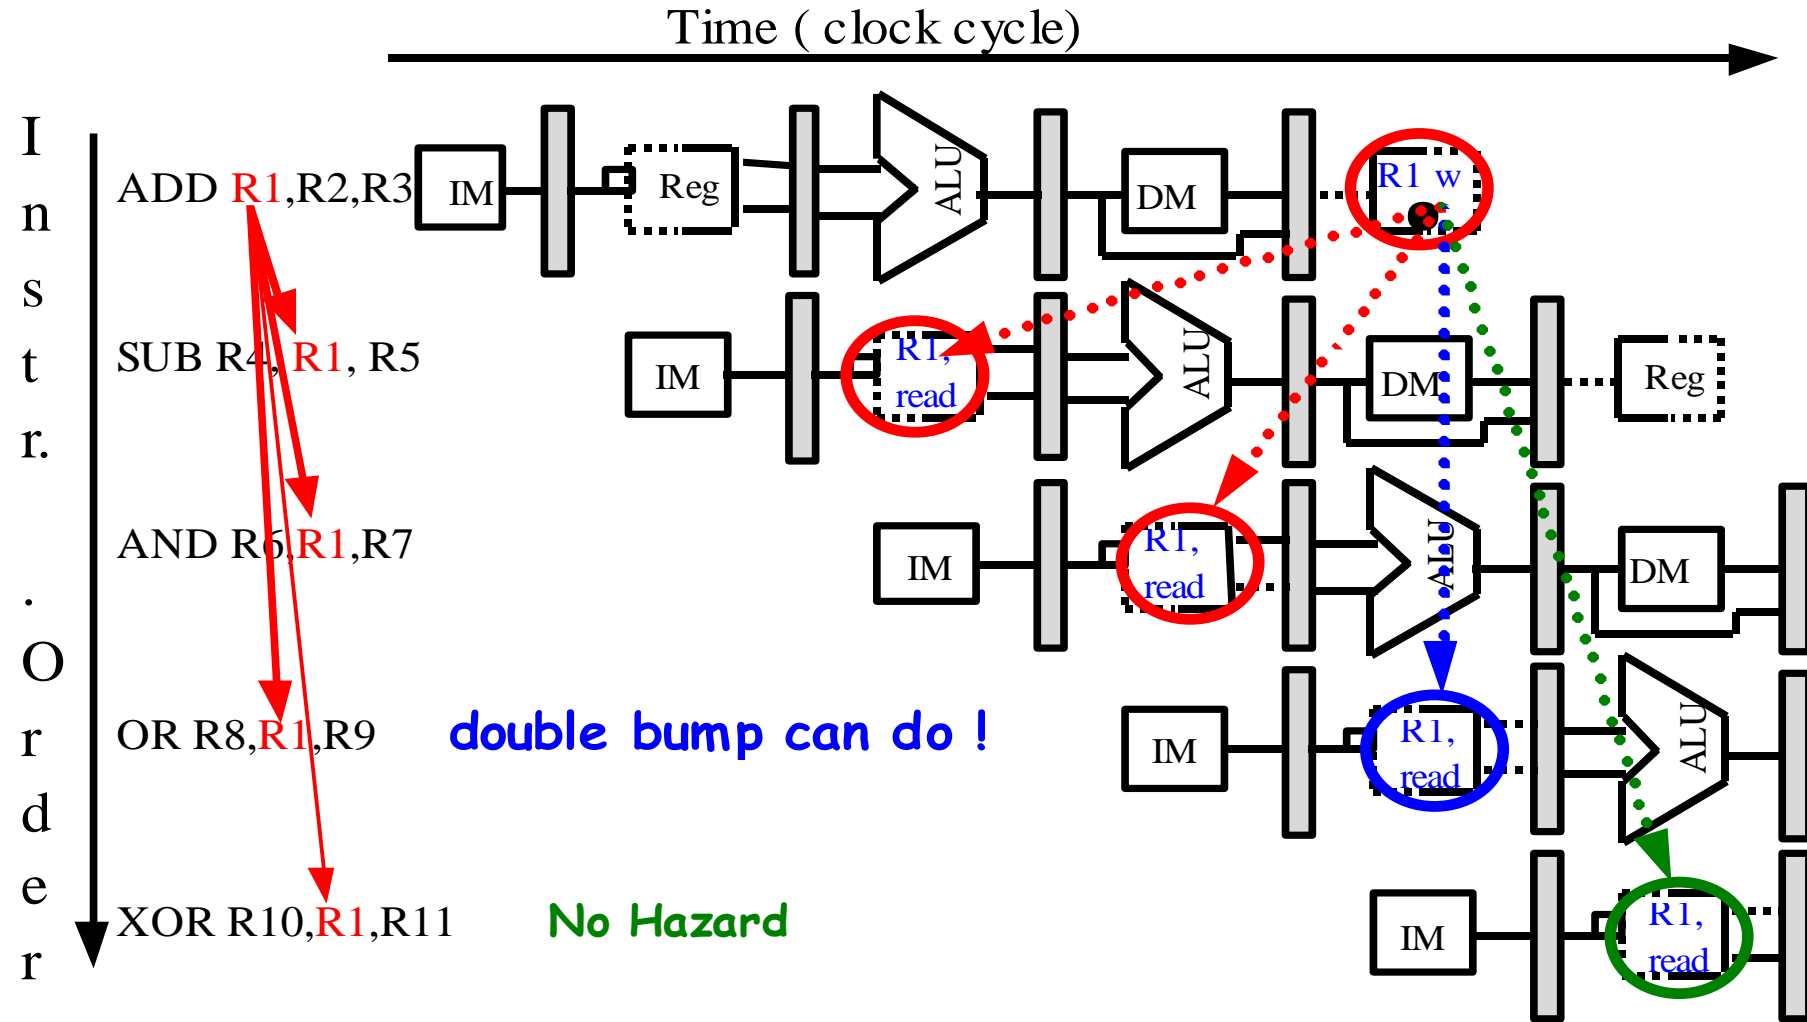 Time ( clock cycle)
Instr. . Order
ADD R1,R2,R3
IM
Reg
ALU
DM
R1 w
SUB R4, R1, R5
IM
R1,
read
ALU
DM
Reg
AND R6,R1,R7
IM
R1,
read
ALU
DM
OR R8,R1,R9
double bump can do !
IM
R1,
read
ALU
XOR R10,R1,R11
No Hazard
IM
R1,
read